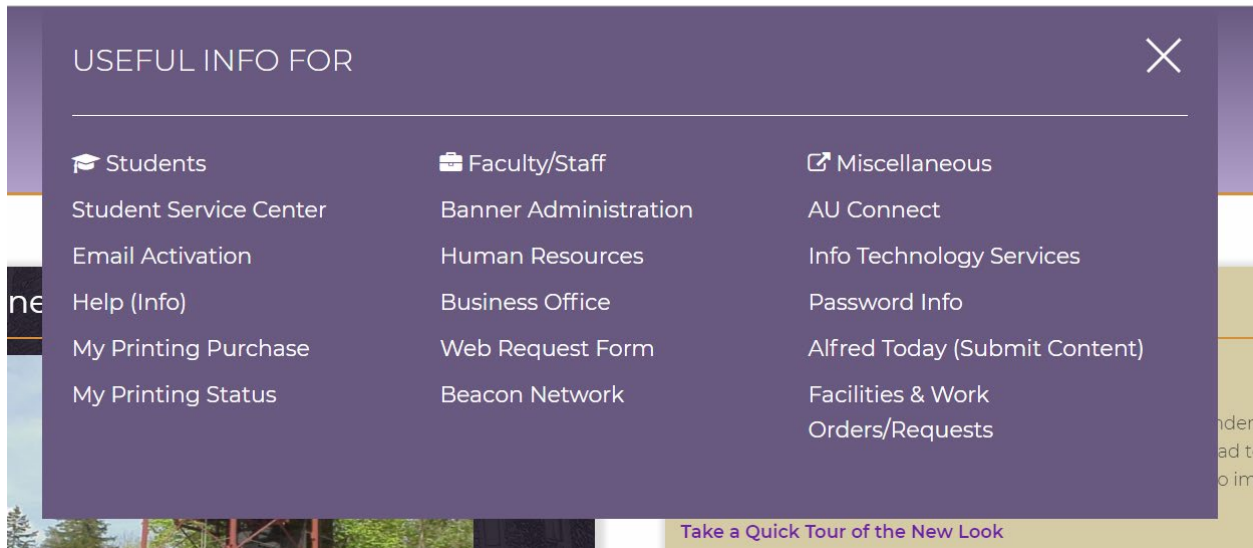 USEFUL INFO FOR
Students
Student Service Center
Email Activation
Help (Info)
My Printing Purchase
My Printing Status
Faculty/Staff
Banner Administration
Human Resources
Business Office
Web Request Form
Beacon Network
Miscellaneous
AU Connect
Info Technology Services
Password Info
Alfred Today (Submit Content)
Facilities & Work
Orders/Requests
Take a Quick Tour of the New Look